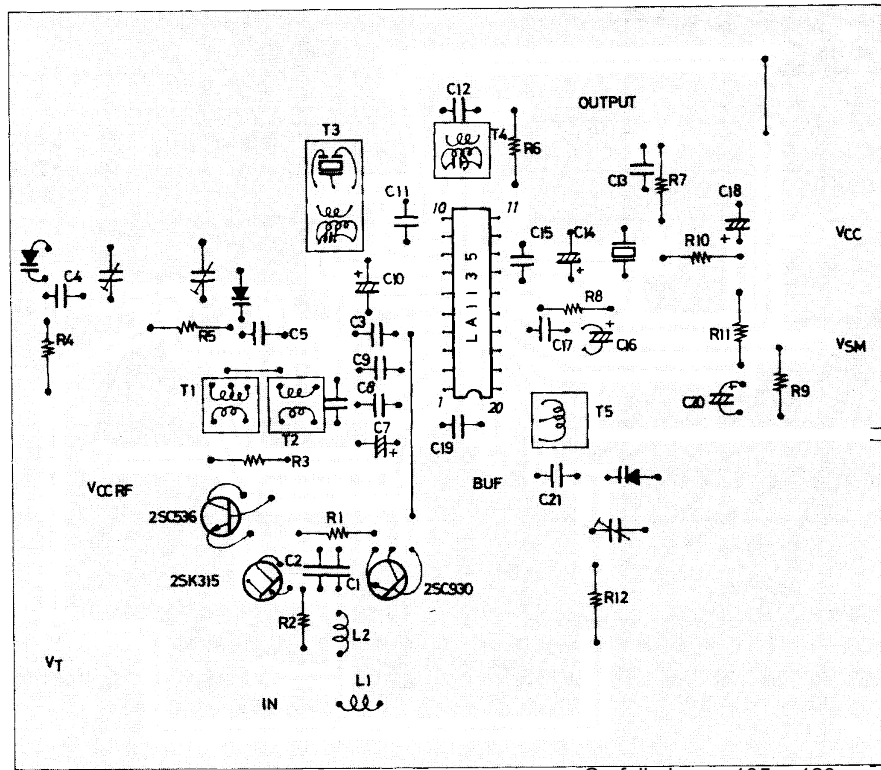 C12
OUTPUT
T3
T4
R6
C13
R7
C18
C11
10
11
VCC
C4
C15
C14
R10
C10
LA1135
R8
R4
R5
C5
C3
C17
C16
R11
VSM
C9
T1
C8
R9
1
20
T5
C20
T2
C7
C19
R3
VCCRF
BUF
C21
2SC536
R1
2SK315
C2
C1
2SC930
R12
R2
L2
VT
L1
IN